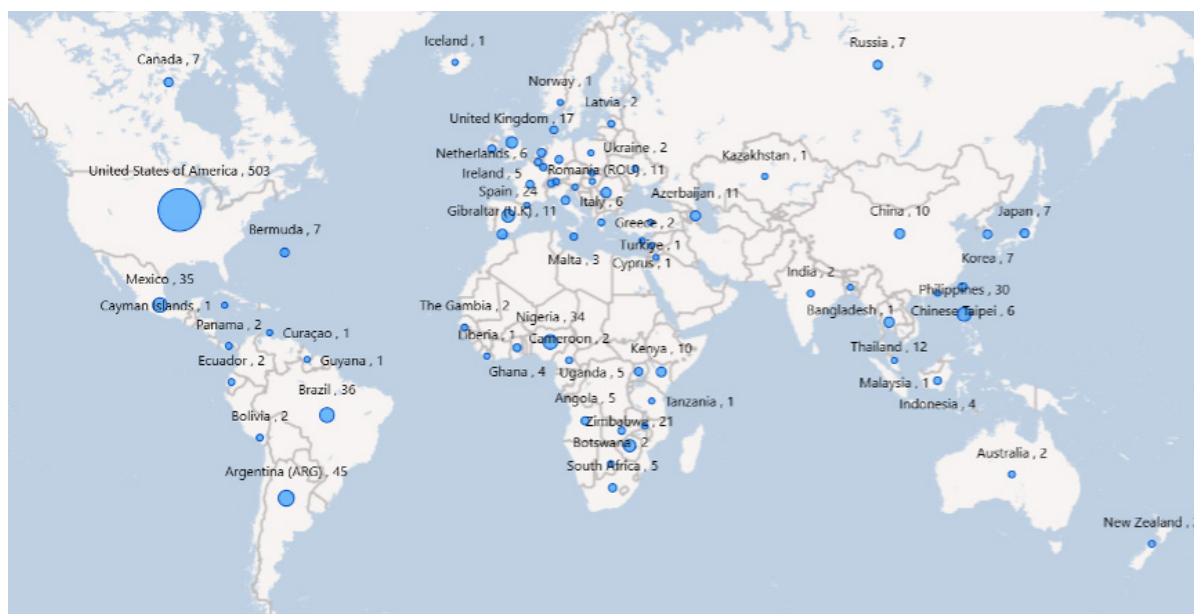 Iceland , 1
Russia , 7
Canada , 7
Norway , 1
Latvia , 2
United Kingdom , 17
Netherlands , 6
Ukraine , 2
Kazakhstan , 1
United States of America , 503
Ireland , 5
Romania (ROU) , 11
Spain , 24
Azerbaijan , 11
Italy , 6
Gibraltar (U.K) , 11
China , 10
Japan , 7
Bermuda , 7
Greece , 2
Turkiye , 1
Korea , 7
Malta , 3
Cyprus , 1
Mexico , 35
India , 2
Philippines , 30
Cayman Islands , 1
The Gambia , 2
Bangladesh , 1
Chinese Taipei , 6
Nigeria , 34
Panama , 2
Curaçao , 1
Liberia , 1
Cameroon , 2
Kenya , 10
Thailand , 12
Ecuador , 2
Guyana , 1
Ghana , 4
Uganda , 5
Malaysia , 1
Brazil , 36
Angola , 5
Tanzania , 1
Indonesia , 4
Bolivia , 2
Zimbabwe , 21
Botswana , 2
Argentina (ARG) , 45
South Africa , 5
Australia , 2
New Zealand ,